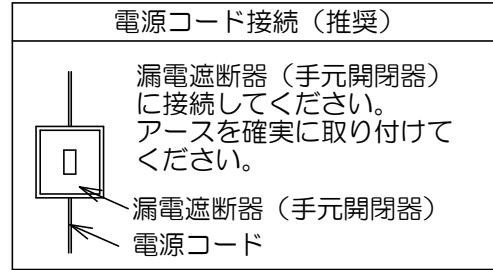 電源コード接続（推奨）
漏電遮断器（手元開閉器）
に接続してください。
アースを確実に取り付けて
ください。
漏電遮断器（手元開閉器）
電源コード